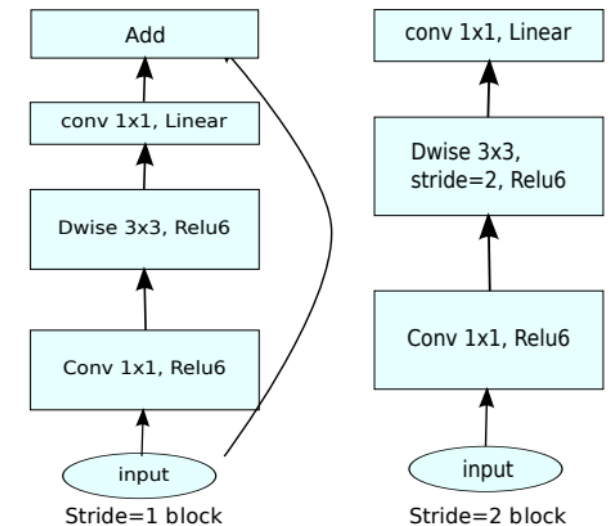 Add
conv 1x1, Linear
Dwise 3x3, Relu6
Conv 1x1, Relu6
input
Stride=1 block
conv 1x1, Linear
Dwise 3x3,
stride=2, Relu6
Conv 1x1, Relu6
input
Stride=2 block